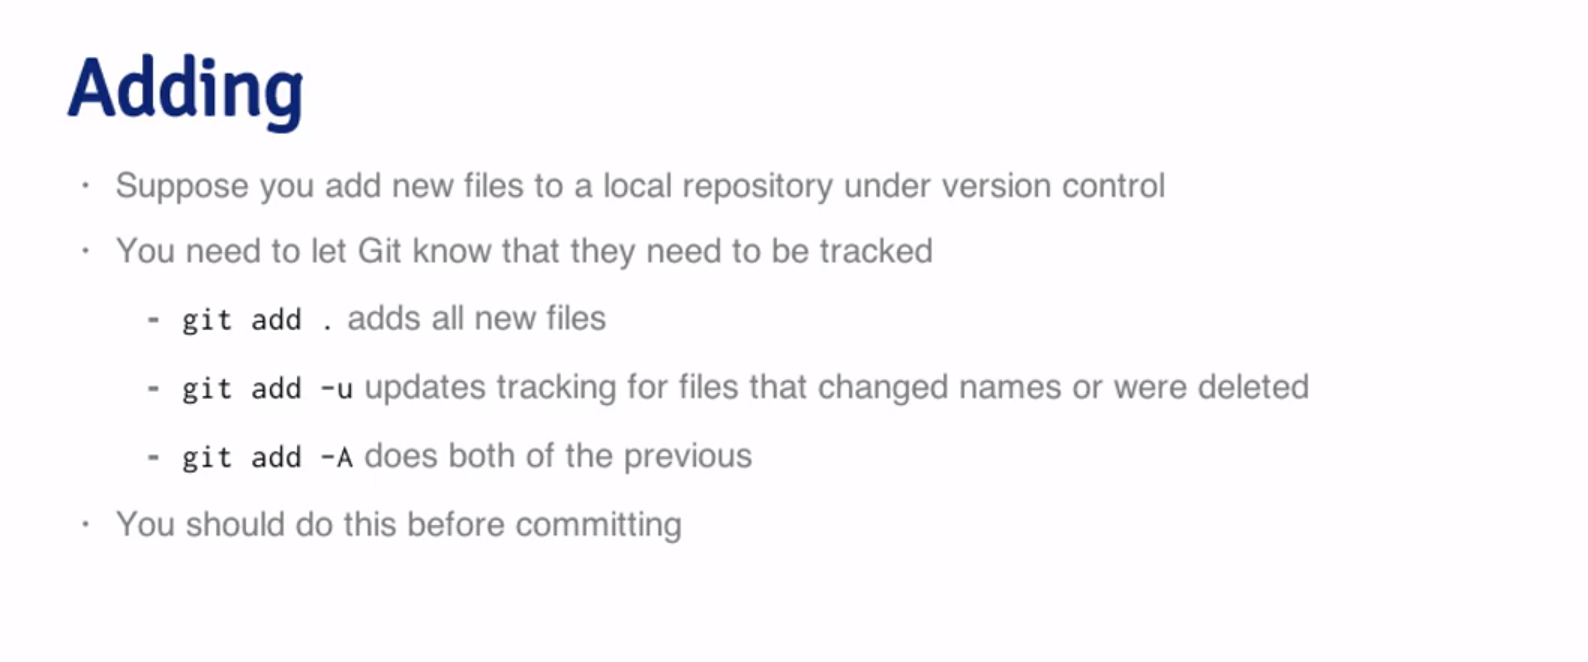 Adding
· Suppose you add new files to a local repository under version control
· You need to let Git know that they need to be tracked
- git add . adds all new files
- git add -u updates tracking for files that changed names or were deleted
- git add -A does both of the previous
· You should do this before committing